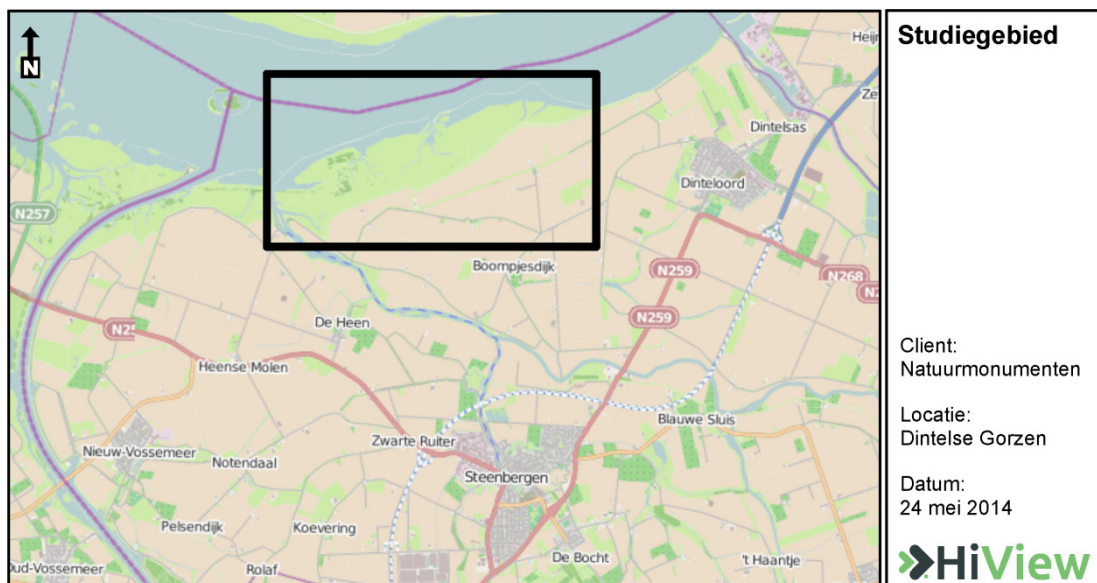 N
Heijn
Ze
Dintelsas
Dinteloord
N257
N268
N259
N2
Boompjesdijk
N259
De Heen
N25
Heense Molen
Blauwe Sluis
Zwarte Ruiter
Nieuw-Vossemeer
Notendaal
Steenbergen
Pelsendijk
Koevering
De Bocht
't Haantje
Oud-Vossemeer
Rolaf
Studiegebied
Client:
Natuurmonumenten
Locatie:
Dintelse Gorzen
Datum:
24 mei 2014
HiView